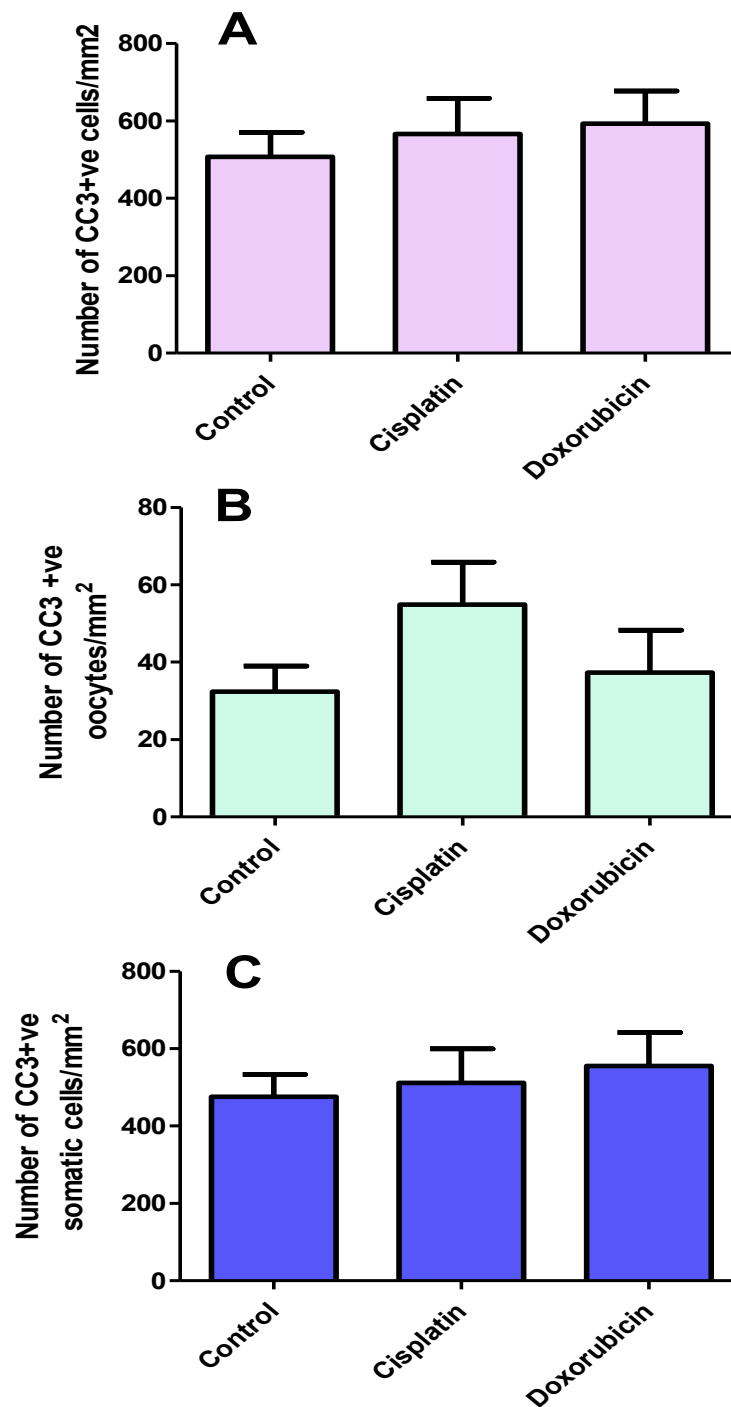 A
Number of CC3+ve cells/mm2
800
600
400
200
0
Control
Cisplatin
Doxorubicin
B
Number of CC3 +ve
oocytes/mm²
80
60
40
20
0
Control
Cisplatin
Doxorubicin
C
Number of CC3+ve
somatic cells/mm²
800
600
400
200
0
Control
Cisplatin
Doxorubicin